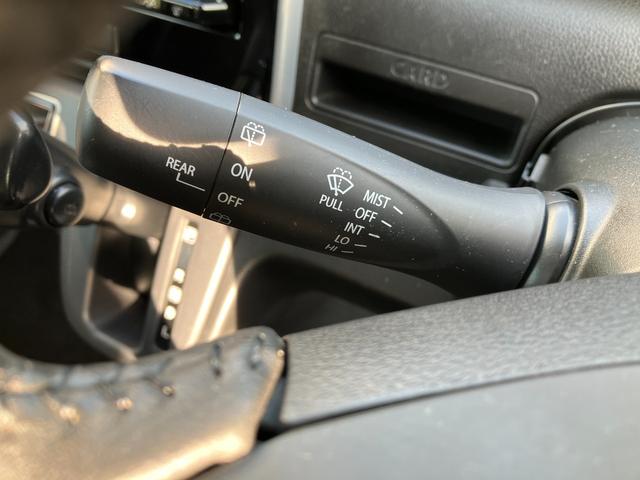 CARD
REAR
ON
OFF
PULL
MIST
OFF
INT
LO
HI